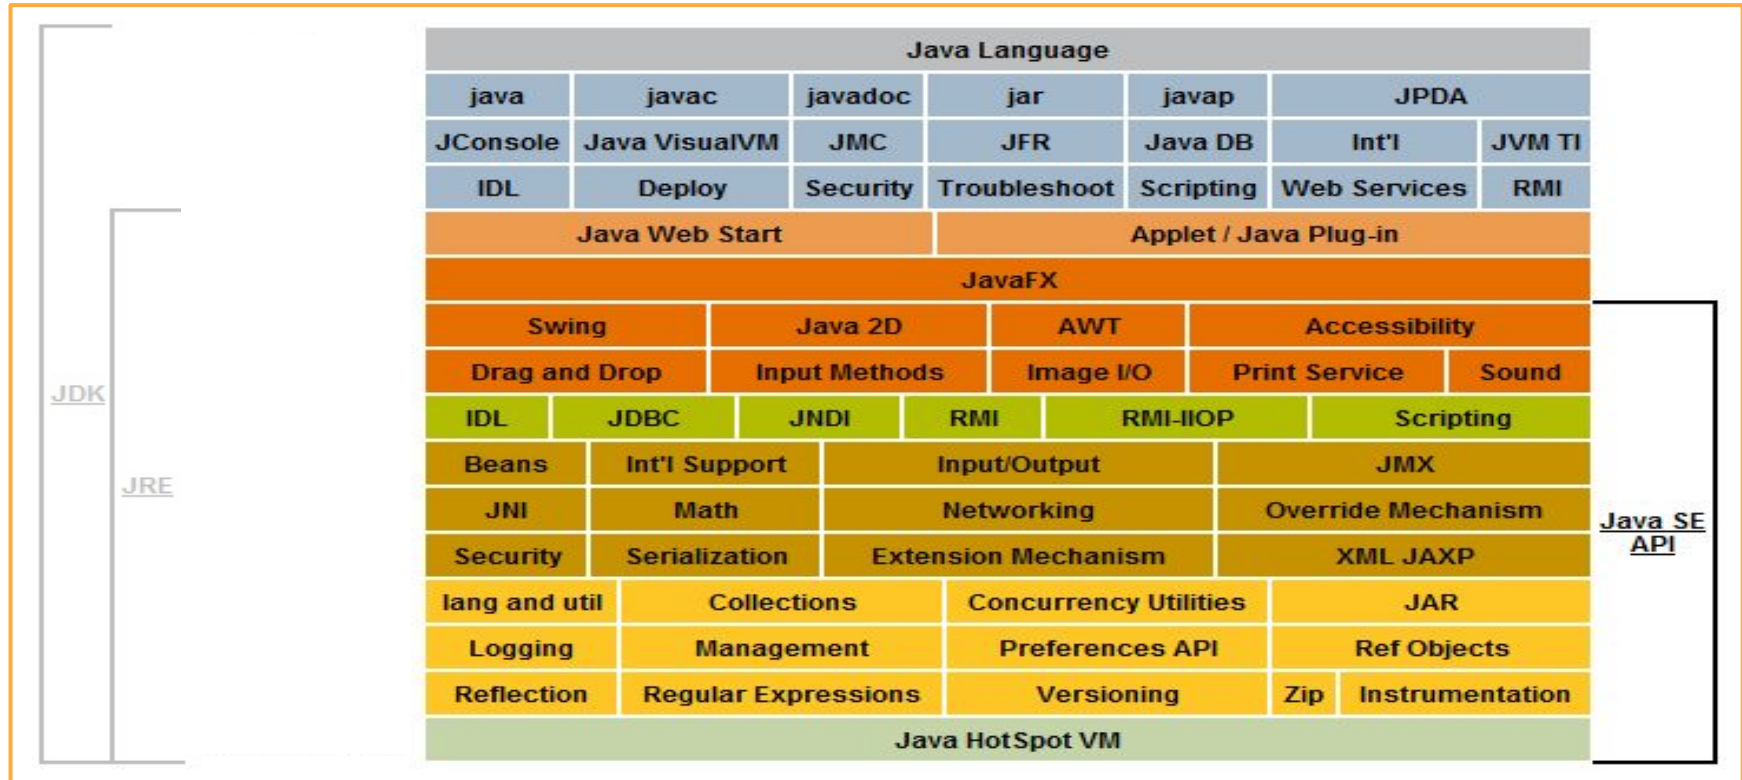 Java Language
java javac javadoc jar javap JPDA
JConsole Java VisualVM JMC JFR Java DB Int'l JVM TI
IDL Deploy Security Troubleshoot Scripting Web Services RMI
Java Web Start Applet / Java Plug-in
JavaFX
Swing Java 2D AWT Accessibility
Drag and Drop Input Methods Image I/O Print Service Sound
JDK
IDL JDBC JNDI RMI RMI-IIOP Scripting
Beans Int'l Support Input/Output JMX
JRE
JNI Math Networking Override Mechanism
Java SE
API
Security Serialization Extension Mechanism XML JAXP
lang and util Collections Concurrency Utilities JAR
Logging Management Preferences API Ref Objects
Reflection Regular Expressions Versioning Zip Instrumentation
Java HotSpot VM